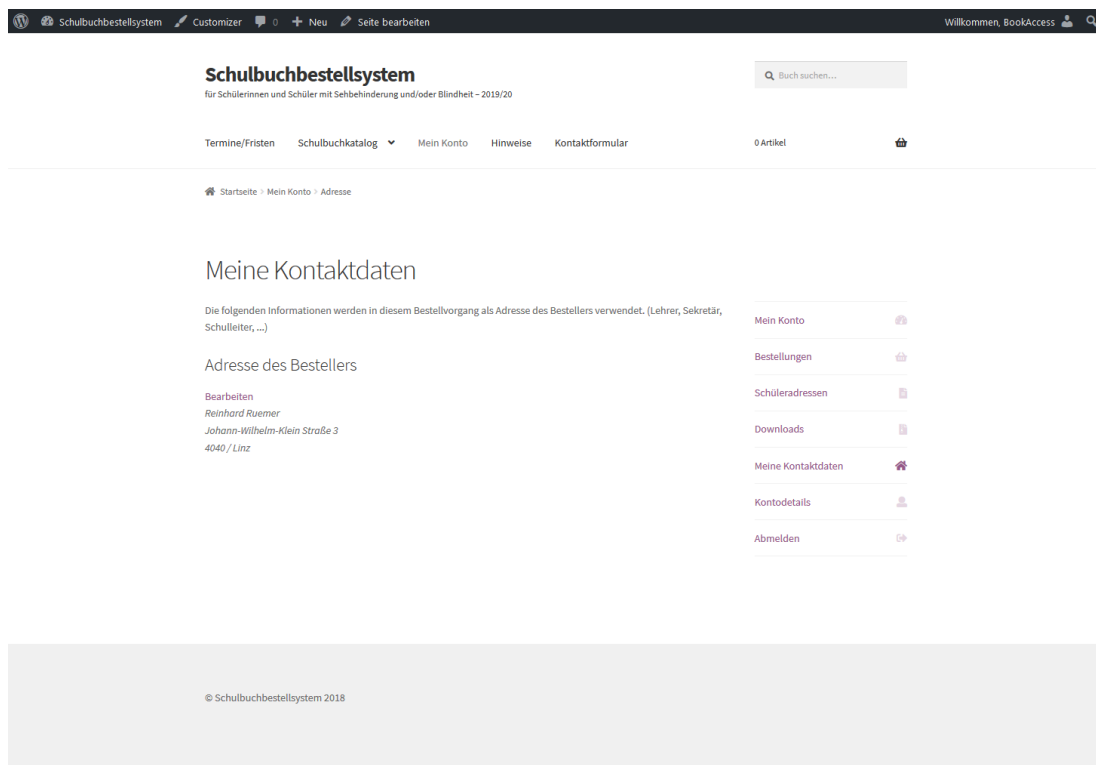 Schulbuchbestellsystem Customizer 0 Neu Seite bearbeiten Willkommen, BookAccess
Schulbuchbestellsystem
für Schülerinnen und Schüler mit Sehbehinderung und/oder Blindheit – 2019/20
Buch suchen…
Termine/Fristen Schulbuchkatalog Mein Konto Hinweise Kontaktformular 0 Artikel
Startseite › Mein Konto › Adresse
Meine Kontaktdaten
Die folgenden Informationen werden in diesem Bestellvorgang als Adresse des Bestellers verwendet. (Lehrer, Sekretär,
Schulleiter, ...)
Adresse des Bestellers
Bearbeiten
Reinhard Ruemer
Johann-Wilhelm-Klein Straße 3
4040 / Linz
Mein Konto
Bestellungen
Schüleradressen
Downloads
Meine Kontaktdaten
Kontodetails
Abmelden
© Schulbuchbestellsystem 2018